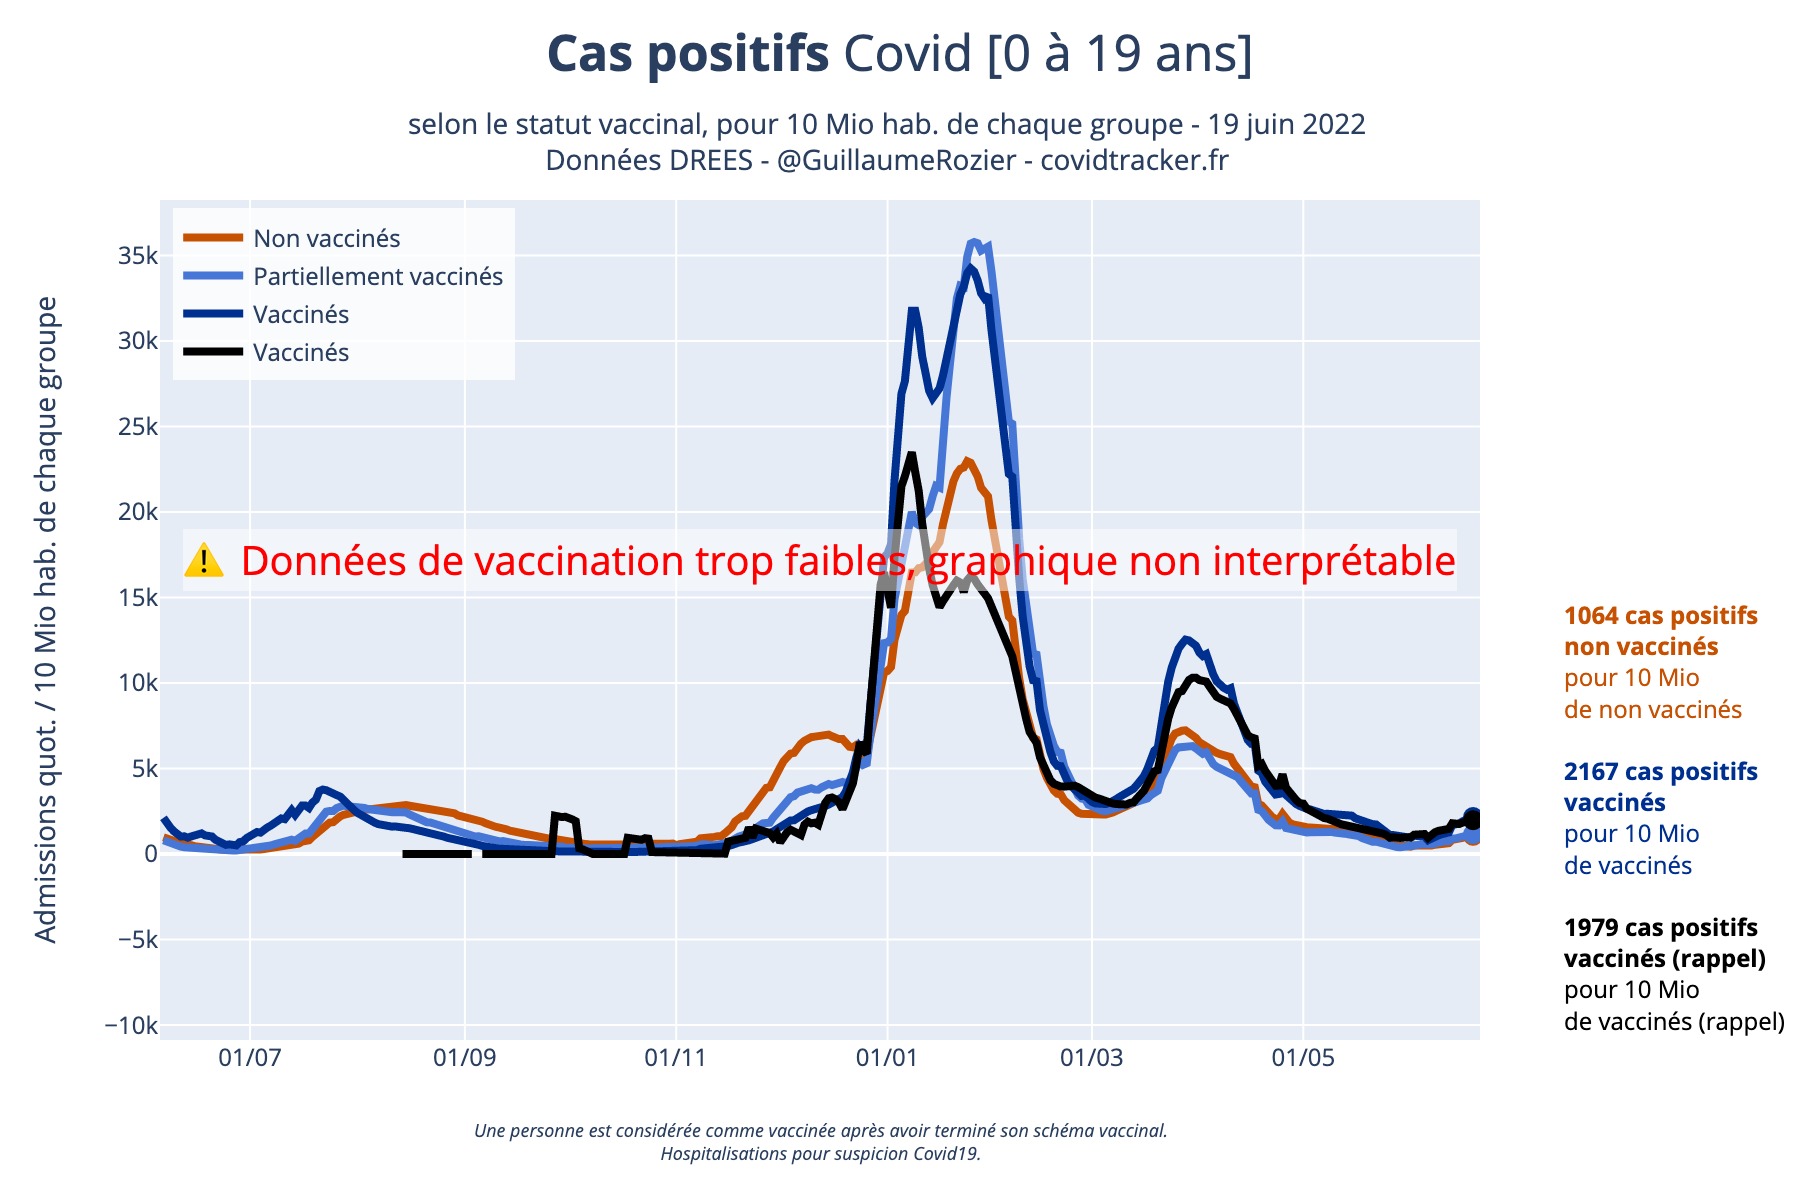 Cas positifs Covid [0 à 19 ans]
selon le statut vaccinal, pour 10 Mio hab. de chaque groupe - 19 juin 2022
Données DREES - @GuillaumeRozier - covidtracker.fr
Admissions quot. / 10 Mio hab. de chaque groupe
Non vaccinés
Partiellement vaccinés
Vaccinés
Vaccinés
35k
30k
25k
20k
15k
10k
5k
0
−5k
−10k
⚠️ Données de vaccination trop faibles, graphique non interprétable
01/07
01/09
01/11
01/01
01/03
01/05
1064 cas positifs
non vaccinés
pour 10 Mio
de non vaccinés
2167 cas positifs
vaccinés
pour 10 Mio
de vaccinés
1979 cas positifs
vaccinés (rappel)
pour 10 Mio
de vaccinés (rappel)
Une personne est considérée comme vaccinée après avoir terminé son schéma vaccinal.
Hospitalisations pour suspicion Covid19.